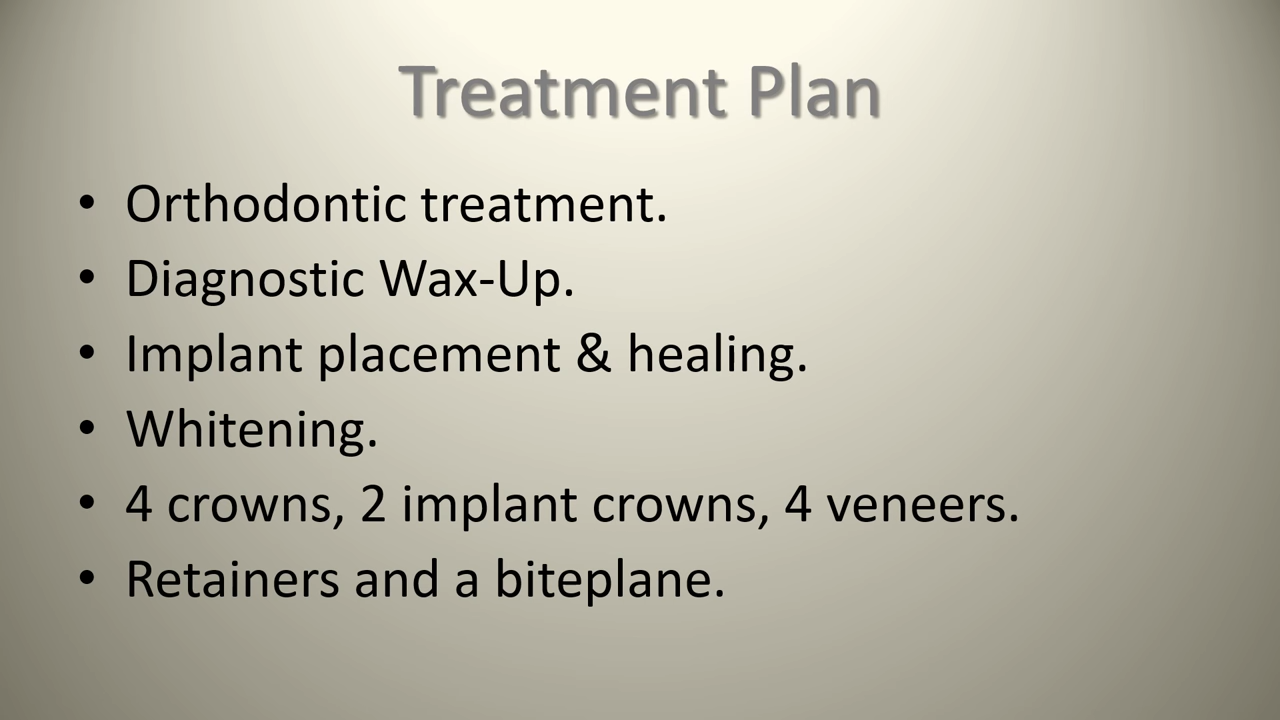 Treatment Plan
• Orthodontic treatment.
• Diagnostic Wax-Up.
• Implant placement & healing.
• Whitening.
• 4 crowns, 2 implant crowns, 4 veneers.
• Retainers and a biteplane.